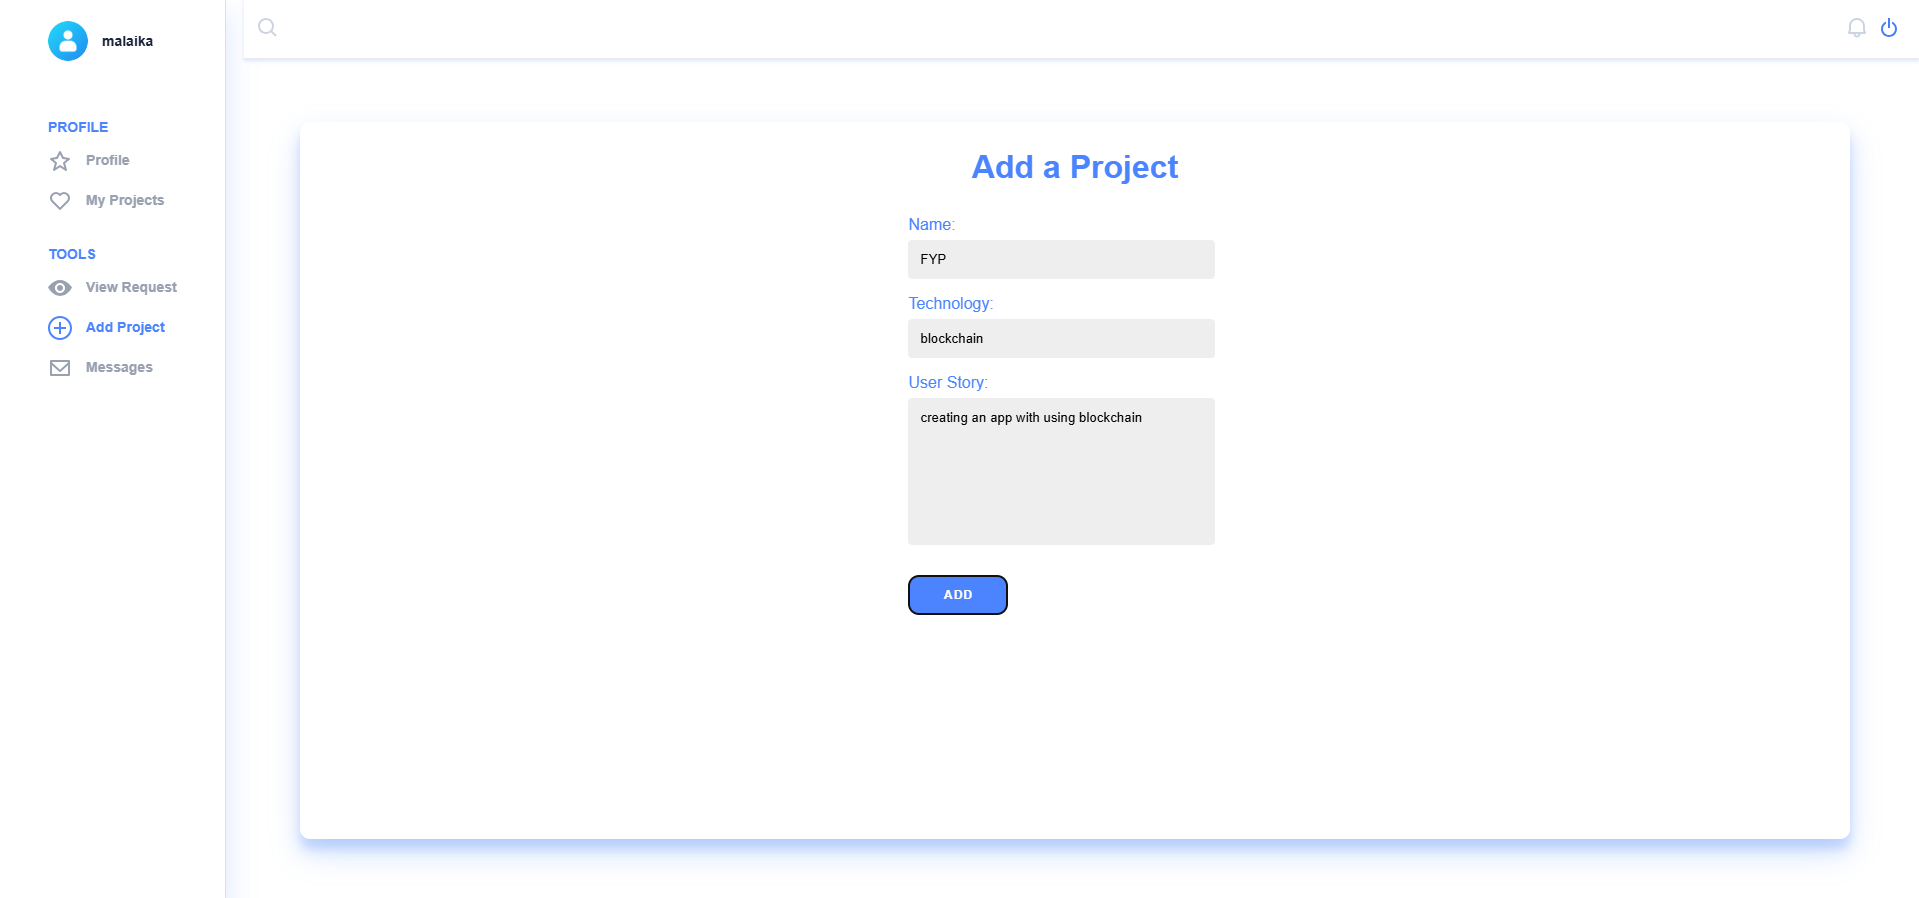 malaika
PROFILE
Profile
My Projects
TOOLS
View Request
Add Project
Messages
Add a Project
Name:
FYP
Technology:
blockchain
User Story:
creating an app with using blockchain
ADD